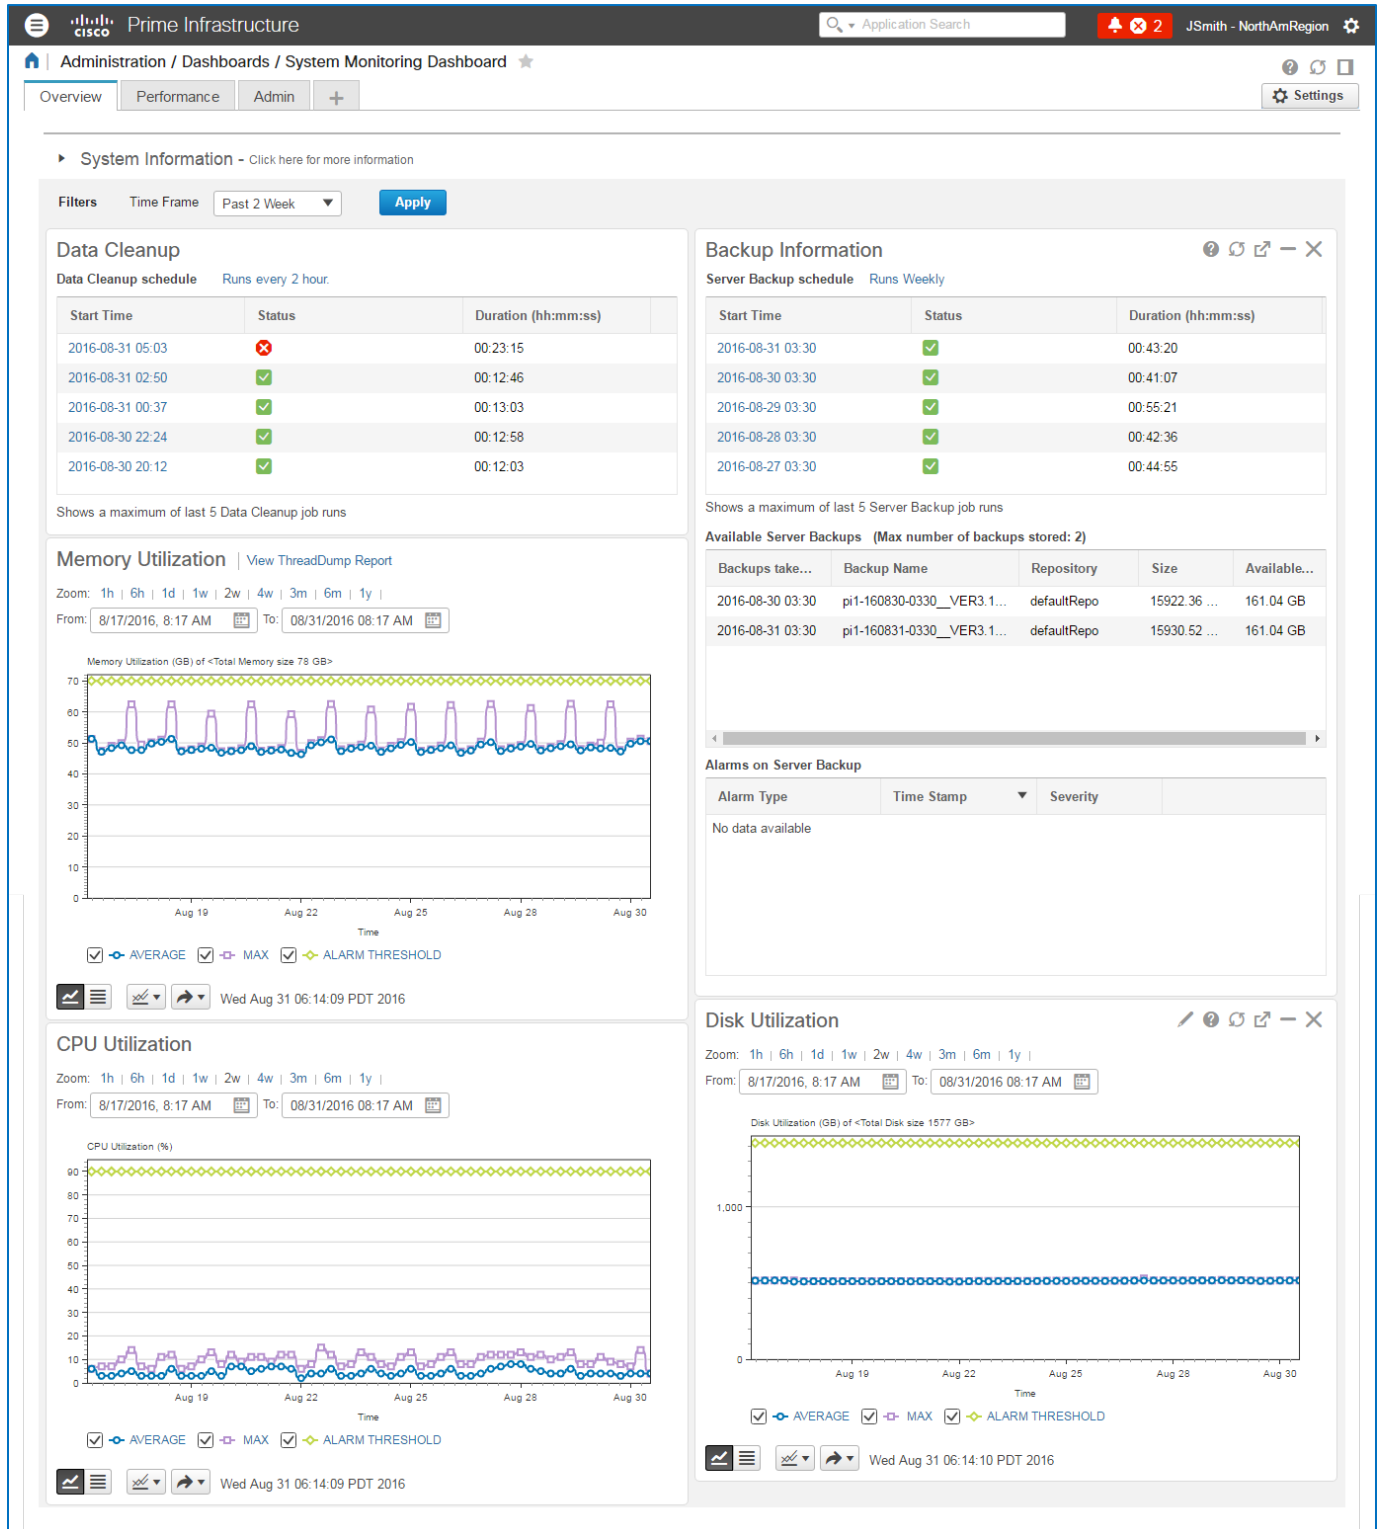 cisco Prime Infrastructure Application Search 2 JSmith - NorthAmRegion
Administration / Dashboards / System Monitoring Dashboard
Overview Performance Admin + Settings
System Information - Click here for more information
Filters Time Frame Past 2 Week Apply
Data Cleanup
Data Cleanup schedule Runs every 2 hour.
Start Time Status Duration (hh:mm:ss)
2016-08-31 05:03 00:23:15
2016-08-31 02:50 00:12:46
2016-08-31 00:37 00:13:03
2016-08-30 22:24 00:12:58
2016-08-30 20:12 00:12:03
Shows a maximum of last 5 Data Cleanup job runs
Memory Utilization View ThreadDump Report
Zoom: 1h | 6h | 1d | 1w | 2w | 4w | 3m | 6m | 1y |
From: 8/17/2016, 8:17 AM To: 08/31/2016 08:17 AM
Memory Utilization (GB) of <Total Memory size 78 GB>
70
60
50
40
30
20
10
0
Aug 19 Aug 22 Aug 25 Aug 28 Aug 30
Time
AVERAGE MAX ALARM THRESHOLD
Wed Aug 31 06:14:09 PDT 2016
CPU Utilization
Zoom: 1h | 6h | 1d | 1w | 2w | 4w | 3m | 6m | 1y |
From: 8/17/2016, 8:17 AM To: 08/31/2016 08:17 AM
CPU Utilization (%)
90
80
70
60
50
40
30
20
10
0
Aug 19 Aug 22 Aug 25 Aug 28 Aug 30
Time
AVERAGE MAX ALARM THRESHOLD
Wed Aug 31 06:14:09 PDT 2016
Backup Information
Server Backup schedule Runs Weekly
Start Time Status Duration (hh:mm:ss)
2016-08-31 03:30 00:43:20
2016-08-30 03:30 00:41:07
2016-08-29 03:30 00:55:21
2016-08-28 03:30 00:42:36
2016-08-27 03:30 00:44:55
Shows a maximum of last 5 Server Backup job runs
Available Server Backups (Max number of backups stored: 2)
Backups take... Backup Name Repository Size Available...
2016-08-30 03:30 pi1-160830-0330__VER3.1... defaultRepo 15922.36 ... 161.04 GB
2016-08-31 03:30 pi1-160831-0330__VER3.1... defaultRepo 15930.52 ... 161.04 GB
Alarms on Server Backup
Alarm Type Time Stamp Severity
No data available
Disk Utilization
Zoom: 1h | 6h | 1d | 1w | 2w | 4w | 3m | 6m | 1y |
From: 8/17/2016, 8:17 AM To: 08/31/2016 08:17 AM
Disk Utilization (GB) of <Total Disk size 1577 GB>
1,000
0
Aug 19 Aug 22 Aug 25 Aug 28 Aug 30
Time
AVERAGE MAX ALARM THRESHOLD
Wed Aug 31 06:14:10 PDT 2016